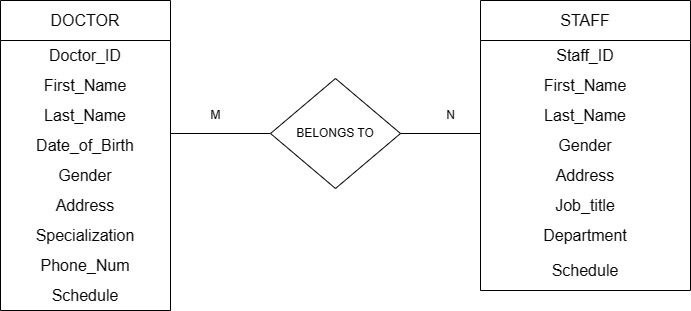 DOCTOR
Doctor_ID
First_Name
Last_Name
Date_of_Birth
Gender
Address
Specialization
Phone_Num
Schedule
M
BELONGS TO
N
STAFF
Staff_ID
First_Name
Last_Name
Gender
Address
Job_title
Department
Schedule